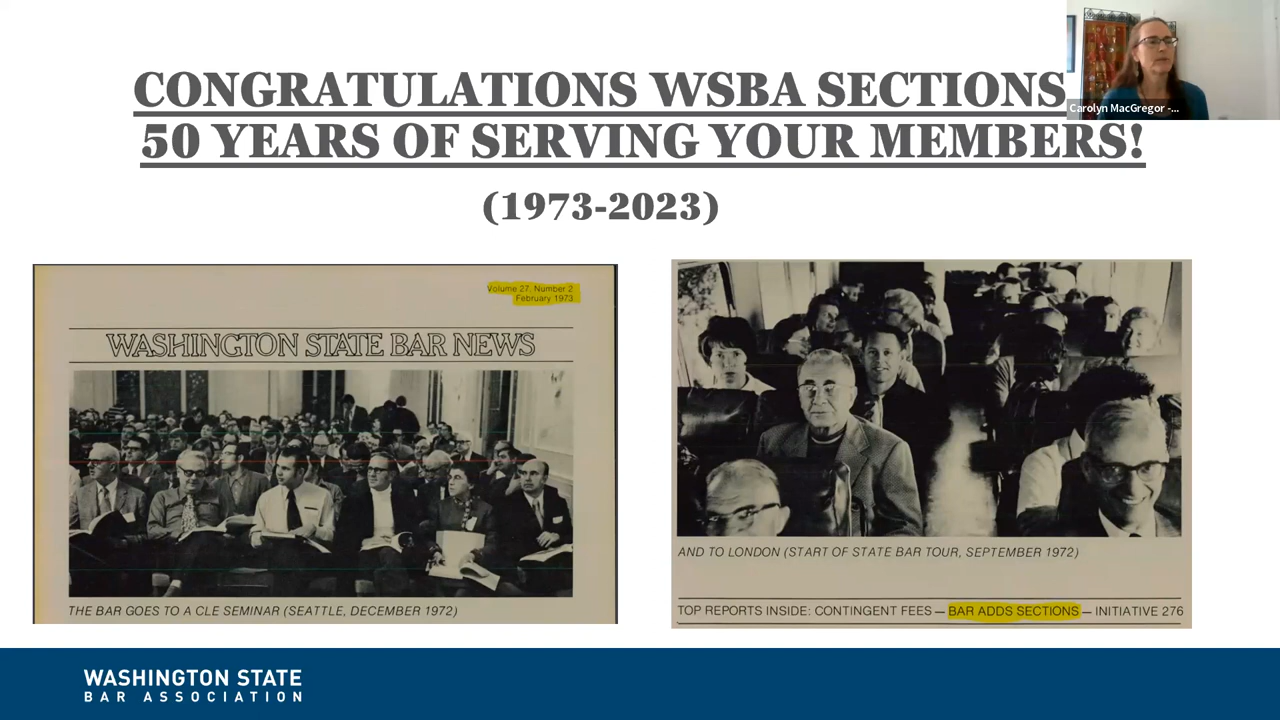 CONGRATULATIONS WSBA SECTIONS
50 YEARS OF SERVING YOUR MEMBERS!
(1973-2023)
Carolyn MacGregor -...
Volume 27, Number 2
February 1973
WASHINGTON STATE BAR NEWS
THE BAR GOES TO A CLE SEMINAR (SEATTLE, DECEMBER 1972)
AND TO LONDON (START OF STATE BAR TOUR, SEPTEMBER 1972)
TOP REPORTS INSIDE: CONTINGENT FEES — BAR ADDS SECTIONS — INITIATIVE 276
WASHINGTON STATE
BAR ASSOCIATION